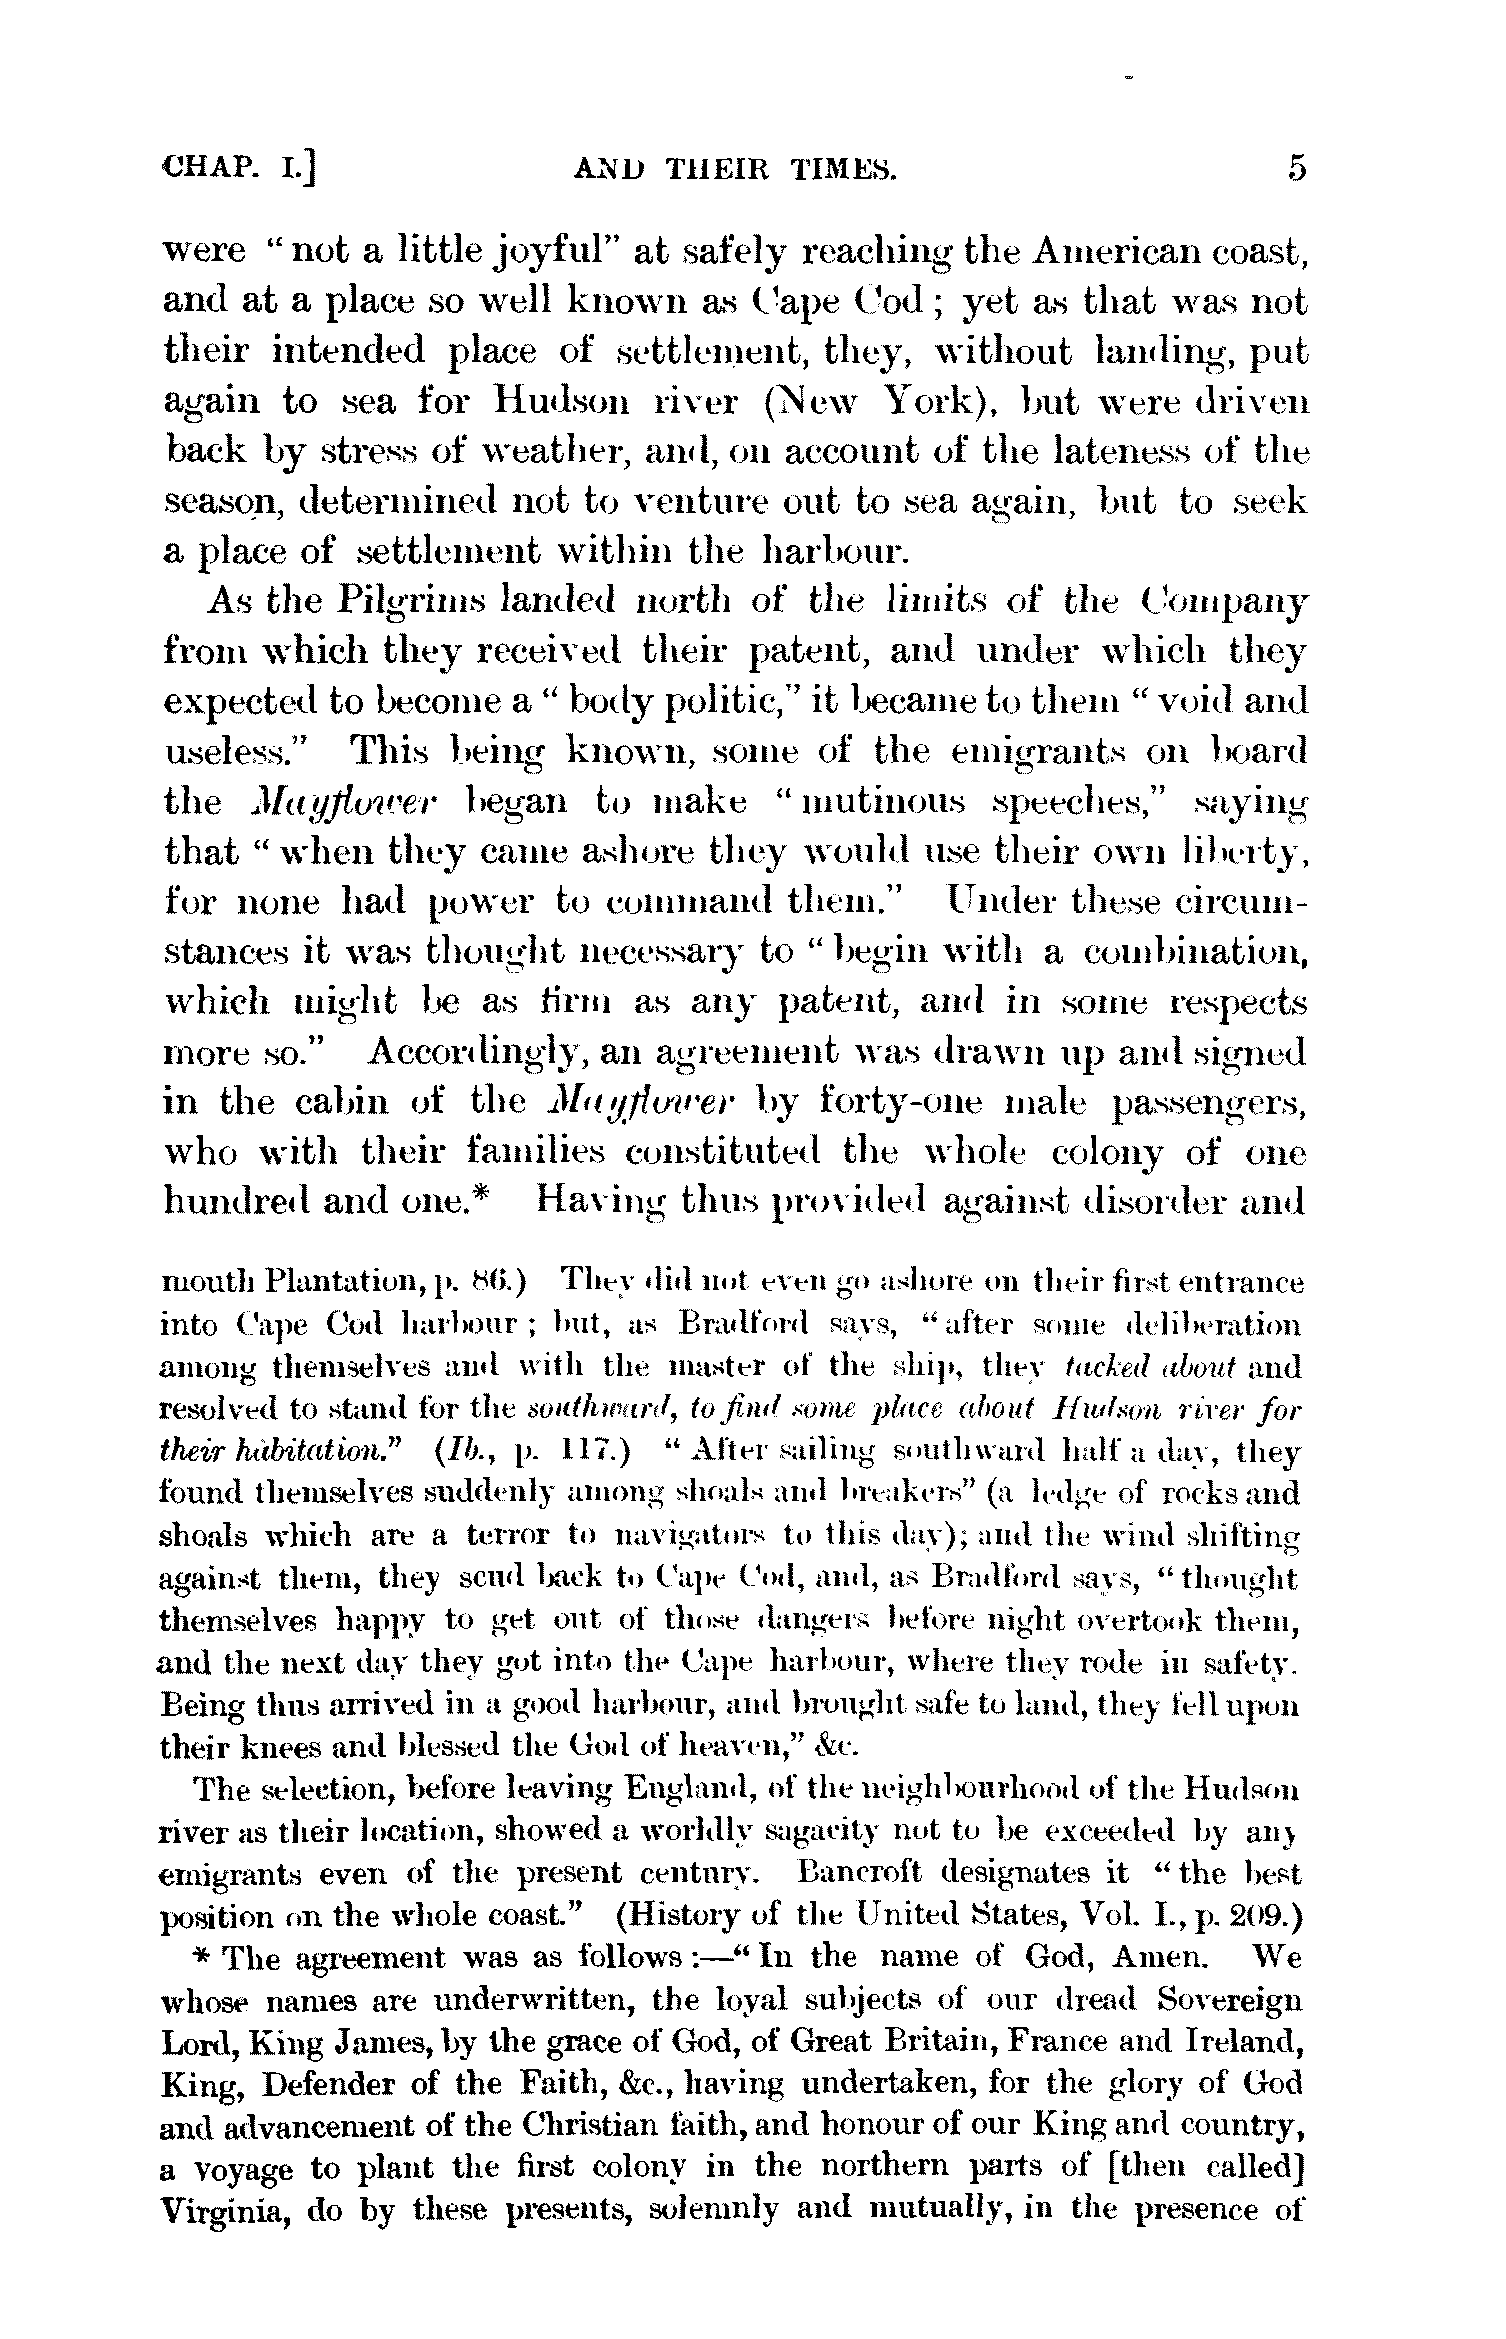 CHAP. I.] AND THEIR TIMES. 5
were “not a little joyful” at safely reaching the American coast,
and at a place so well known as Cape Cod; yet as that was not
their intended place of settlement, they, without landing, put
again to sea for Hudson river (New York), but were driven
back by stress of weather, and, on account of the lateness of the
season, determined not to venture out to sea again, but to seek
a place of settlement within the harbour.
As the Pilgrims landed north of the limits of the Company
from which they received their patent, and under which they
expected to become a “body politic,” it became to them “void and
useless.” This being known, some of the emigrants on board
the Mayflower began to make “mutinous speeches,” saying
that “when they came ashore they would use their own liberty,
for none had power to command them.” Under these circum-
stances it was thought necessary to “begin with a combination,
which might be as firm as any patent, and in some respects
more so.” Accordingly, an agreement was drawn up and signed
in the cabin of the Mayflower by forty-one male passengers,
who with their families constituted the whole colony of one
hundred and one.* Having thus provided against disorder and
mouth Plantation, p. 86.) They did not even go ashore on their first entrance
into Cape Cod harbour; but, as Bradford says, “after some deliberation
among themselves and with the master of the ship, they tacked about and
resolved to stand for the southward, to find some place about Hudson river for
their habitation.” (Ib., p. 117.) “After sailing southward half a day, they
found themselves suddenly among shoals and breakers” (a ledge of rocks and
shoals which are a terror to navigators to this day); and the wind shifting
against them, they scud back to Cape Cod, and, as Bradford says, “thought
themselves happy to get out of those dangers before night overtook them,
and the next day they got into the Cape harbour, where they rode in safety.
Being thus arrived in a good harbour, and brought safe to land, they fell upon
their knees and blessed the God of heaven,” &c.
The selection, before leaving England, of the neighbourhood of the Hudson
river as their location, showed a worldly sagacity not to be exceeded by any
emigrants even of the present century. Bancroft designates it “the best
position on the whole coast.” (History of the United States, Vol. I., p. 209.)
* The agreement was as follows:—“In the name of God, Amen. We
whose names are underwritten, the loyal subjects of our dread Sovereign
Lord, King James, by the grace of God, of Great Britain, France and Ireland,
King, Defender of the Faith, &c., having undertaken, for the glory of God
and advancement of the Christian faith, and honour of our King and country,
a voyage to plant the first colony in the northern parts of [then called]
Virginia, do by these presents, solemnly and mutually, in the presence of